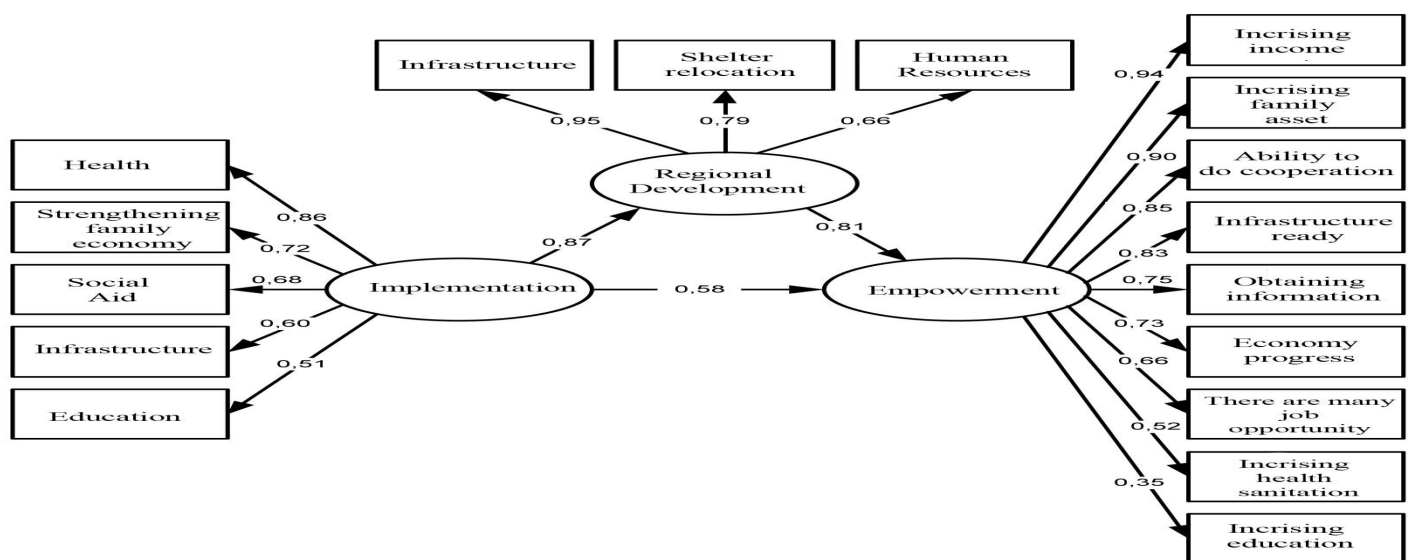 Infrastructure
Shelter
relocation
Human
Resources
0,95
0,79
0,66
Regional
Development
Health
Strengthening
family
economy
Social
Aid
Infrastructure
Education
0,86
0,72
0,68
0,60
0,51
Implementation
0,87
0,58
0,81
Empowerment
0,94
0,90
0,85
0,83
0,75
0,73
0,66
0,52
0,35
Incrising
income
Incrising
family
asset
Ability to
do cooperation
Infrastructure
ready
Obtaining
information
Economy
progress
There are many
job
opportunity
Incrising
health
sanitation
Incrising
education